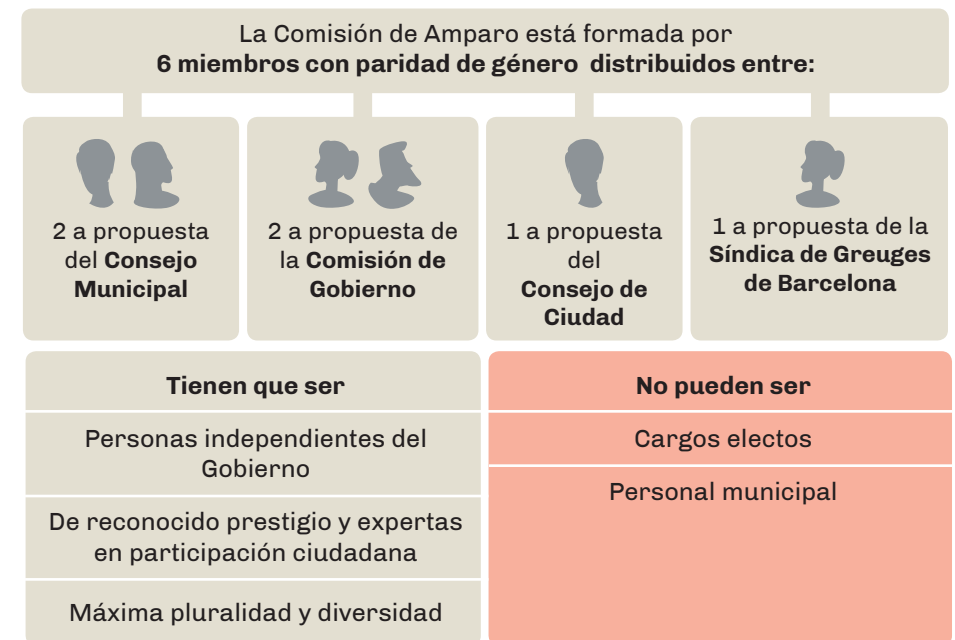 La Comisión de Amparo está formada por
6 miembros con paridad de género distribuidos entre:
2 a propuesta
del Consejo
Municipal
2 a propuesta de
la Comisión de
Gobierno
1 a propuesta
del
Consejo de
Ciudad
1 a propuesta de la
Síndica de Greuges
de Barcelona
Tienen que ser
Personas independientes del
Gobierno
De reconocido prestigio y expertas
en participación ciudadana
Máxima pluralidad y diversidad
No pueden ser
Cargos electos
Personal municipal